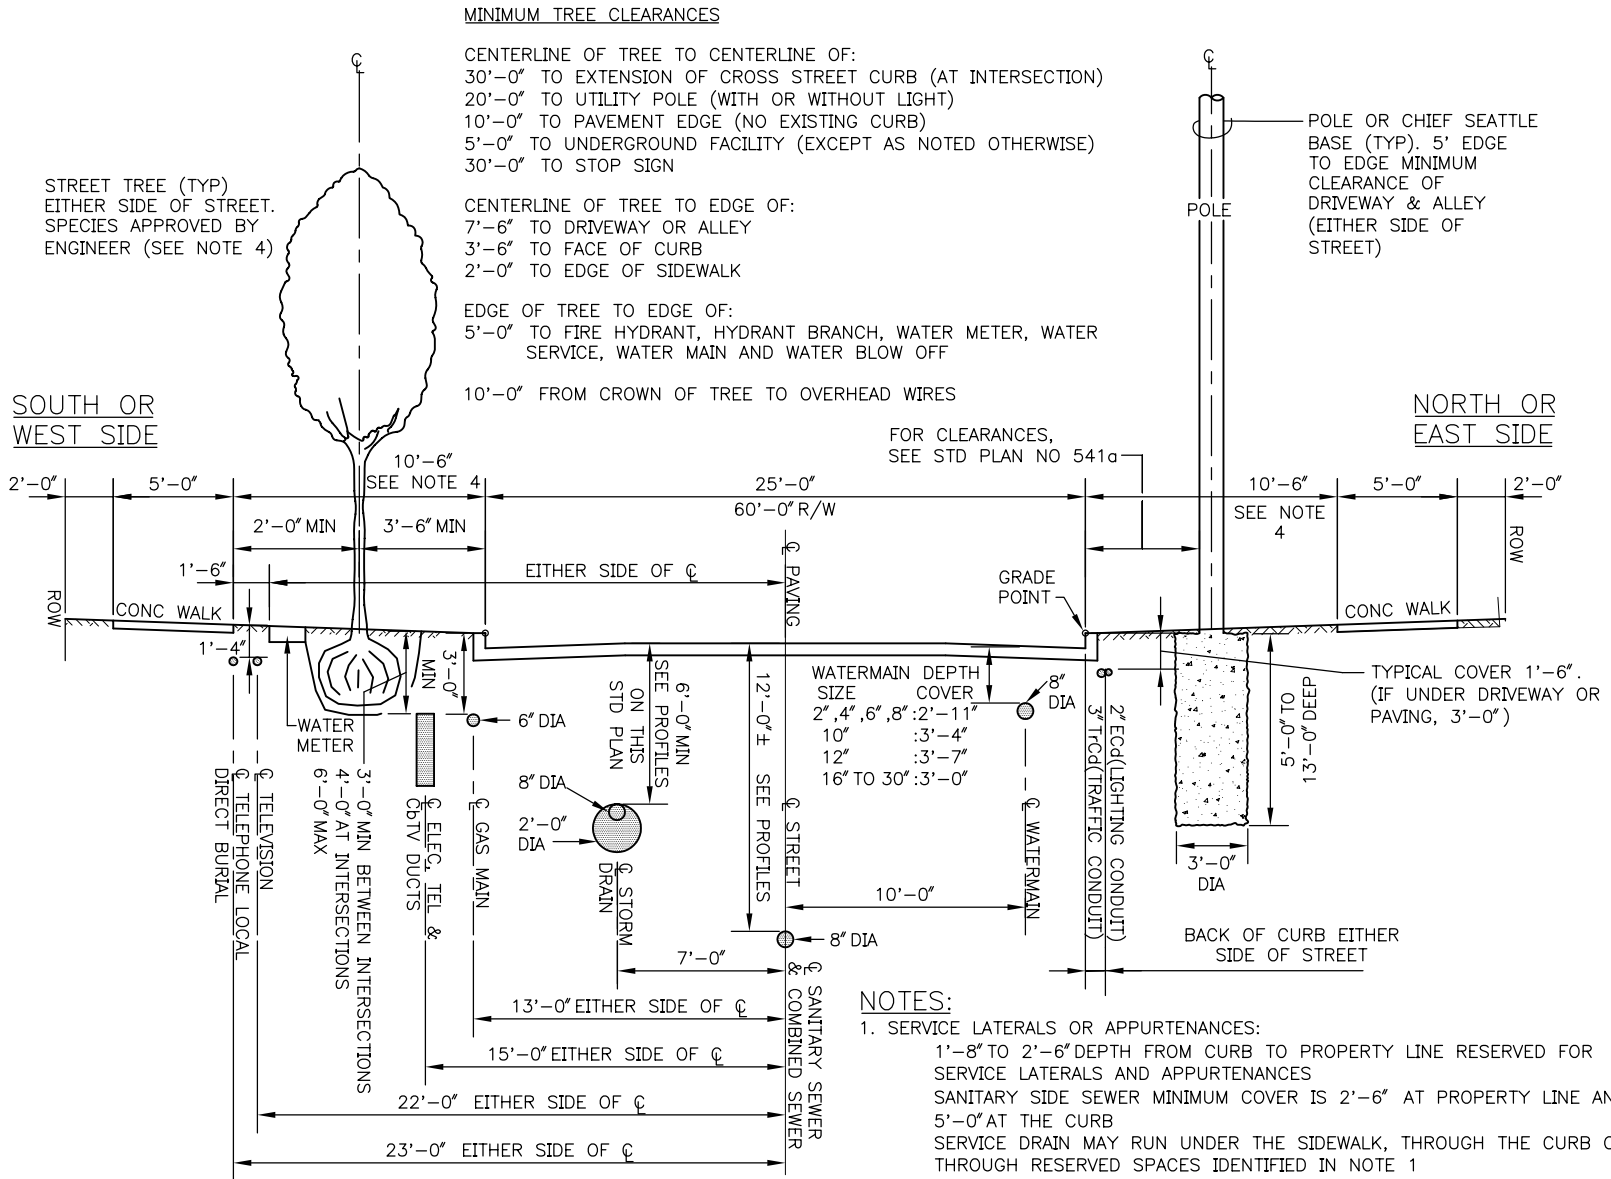 MINIMUM TREE CLEARANCES
CENTERLINE OF TREE TO CENTERLINE OF:
30'-0" TO EXTENSION OF CROSS STREET CURB (AT INTERSECTION)
20'-0" TO UTILITY POLE (WITH OR WITHOUT LIGHT)
10'-0" TO PAVEMENT EDGE (NO EXISTING CURB)
5'-0" TO UNDERGROUND FACILITY (EXCEPT AS NOTED OTHERWISE)
30'-0" TO STOP SIGN
CENTERLINE OF TREE TO EDGE OF:
7'-6" TO DRIVEWAY OR ALLEY
3'-6" TO FACE OF CURB
2'-0" TO EDGE OF SIDEWALK
EDGE OF TREE TO EDGE OF:
5'-0" TO FIRE HYDRANT, HYDRANT BRANCH, WATER METER, WATER
SERVICE, WATER MAIN AND WATER BLOW OFF
10'-0" FROM CROWN OF TREE TO OVERHEAD WIRES
℄
℄
STREET TREE (TYP)
EITHER SIDE OF STREET.
SPECIES APPROVED BY
ENGINEER (SEE NOTE 4)
POLE OR CHIEF SEATTLE
BASE (TYP). 5' EDGE
TO EDGE MINIMUM
CLEARANCE OF
DRIVEWAY & ALLEY
(EITHER SIDE OF
STREET)
POLE
SOUTH OR
WEST SIDE
NORTH OR
EAST SIDE
FOR CLEARANCES,
SEE STD PLAN NO 541a
2'-0"
5'-0"
10'-6"
SEE NOTE 4
25'-0"
60'-0" R/W
10'-6"
SEE NOTE
4
5'-0"
2'-0"
2'-0" MIN
3'-6" MIN
1'-6"
EITHER SIDE OF ℄
℄ PAVING
GRADE
POINT
ROW
ROW
CONC WALK
CONC WALK
1'-4"
WATER
METER
MIN
3'-0"
6" DIA
6'-0" MIN
SEE PROFILES
ON THIS
STD PLAN
12'-0"± SEE PROFILES
WATERMAIN DEPTH
SIZE COVER
2",4",6",8":2'-11"
10" :3'-4"
12" :3'-7"
16" TO 30":3'-0"
8"
DIA
2" ECd(LIGHTING CONDUIT)
3" TrCd(TRAFFIC CONDUIT)
5'-0" TO
13'-0" DEEP
TYPICAL COVER 1'-6".
(IF UNDER DRIVEWAY OR
PAVING, 3'-0")
3'-0"
DIA
8" DIA
2'-0"
DIA
℄ TELEVISION
℄ TELEPHONE LOCAL
DIRECT BURIAL
3'-0" MIN BETWEEN INTERSECTIONS
4'-0" AT INTERSECTIONS
6'-0" MAX
℄ ELEC, TEL &
CbTV DUCTS
℄ GAS MAIN
℄ STORM
DRAIN
℄ STREET
℄ WATERMAIN
10'-0"
8" DIA
7'-0"
BACK OF CURB EITHER
SIDE OF STREET
℄ SANITARY SEWER
& COMBINED SEWER
13'-0" EITHER SIDE OF ℄
15'-0" EITHER SIDE OF ℄
22'-0" EITHER SIDE OF ℄
23'-0" EITHER SIDE OF ℄
NOTES:
1. SERVICE LATERALS OR APPURTENANCES:
1'-8" TO 2'-6" DEPTH FROM CURB TO PROPERTY LINE RESERVED FOR
SERVICE LATERALS AND APPURTENANCES
SANITARY SIDE SEWER MINIMUM COVER IS 2'-6" AT PROPERTY LINE
5'-0" AT THE CURB
SERVICE DRAIN MAY RUN UNDER THE SIDEWALK, THROUGH THE CURB
THROUGH RESERVED SPACES IDENTIFIED IN NOTE 1